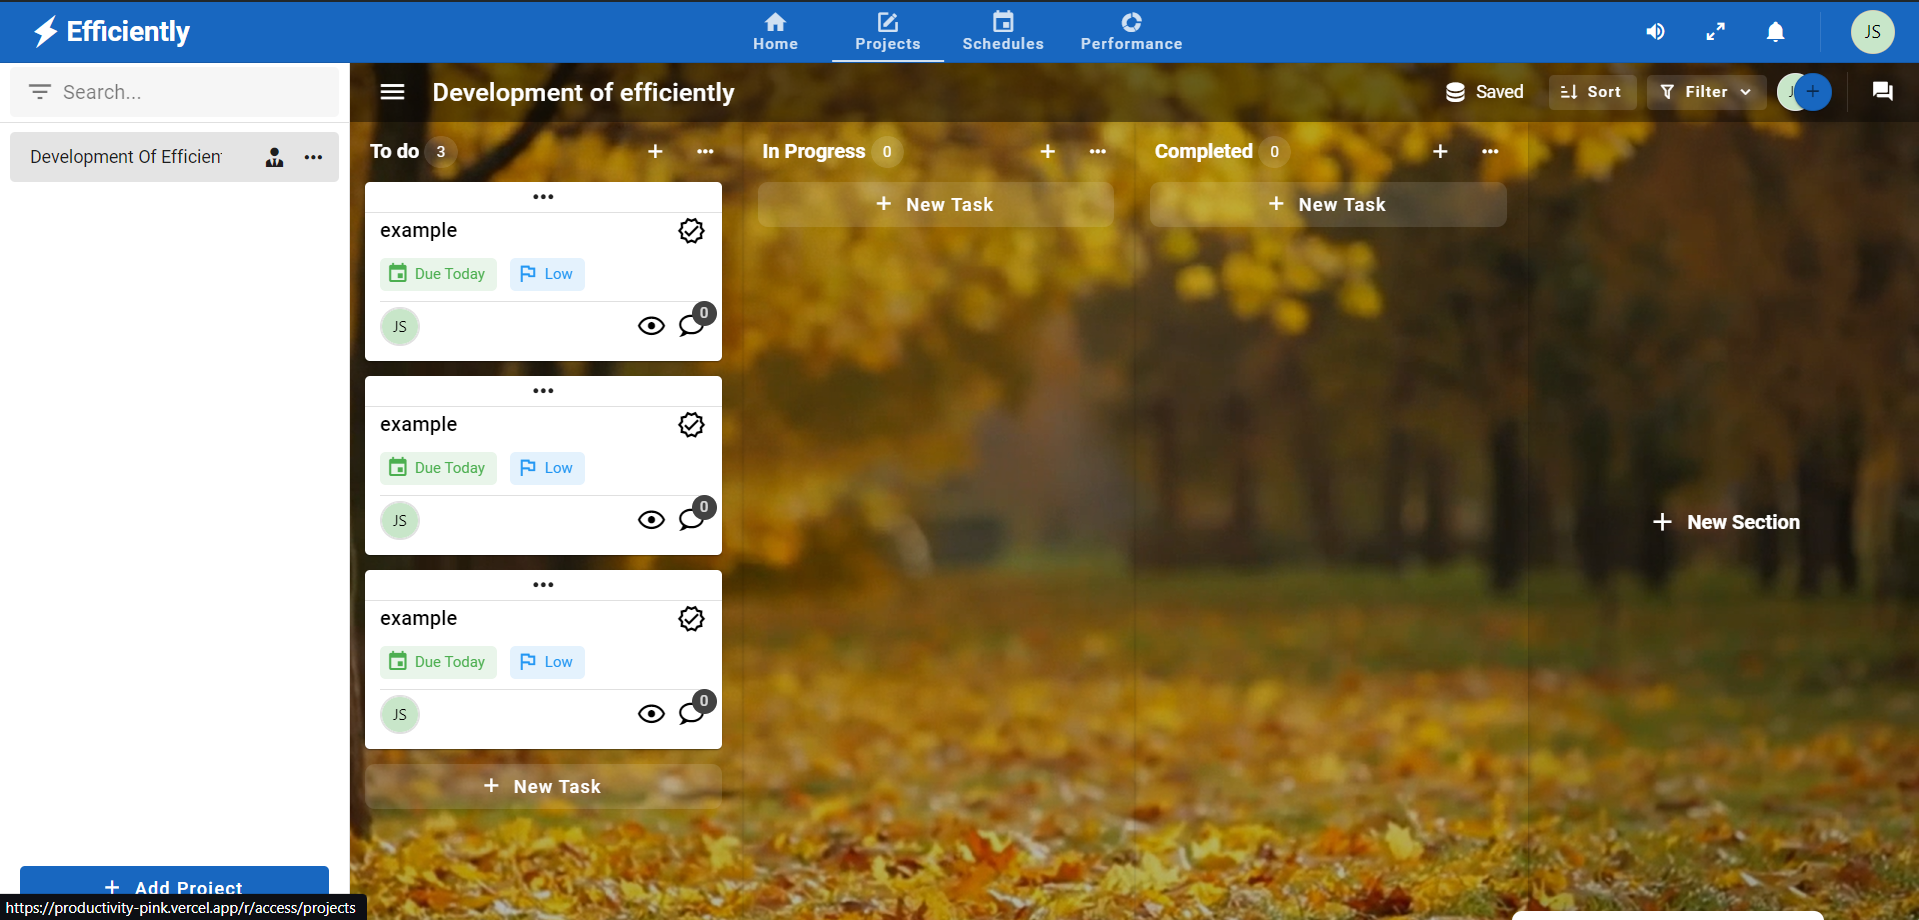 Efficiently
Home
Projects
Schedules
Performance
JS
Search...
Development of efficiently
Saved
Sort
Filter
Development Of Efficien
To do 3
In Progress 0
Completed 0
New Task
New Task
example
Due Today
Low
JS
0
example
Due Today
Low
JS
0
example
Due Today
Low
JS
0
New Task
New Section
Add Project
https://productivity-pink.vercel.app/r/access/projects